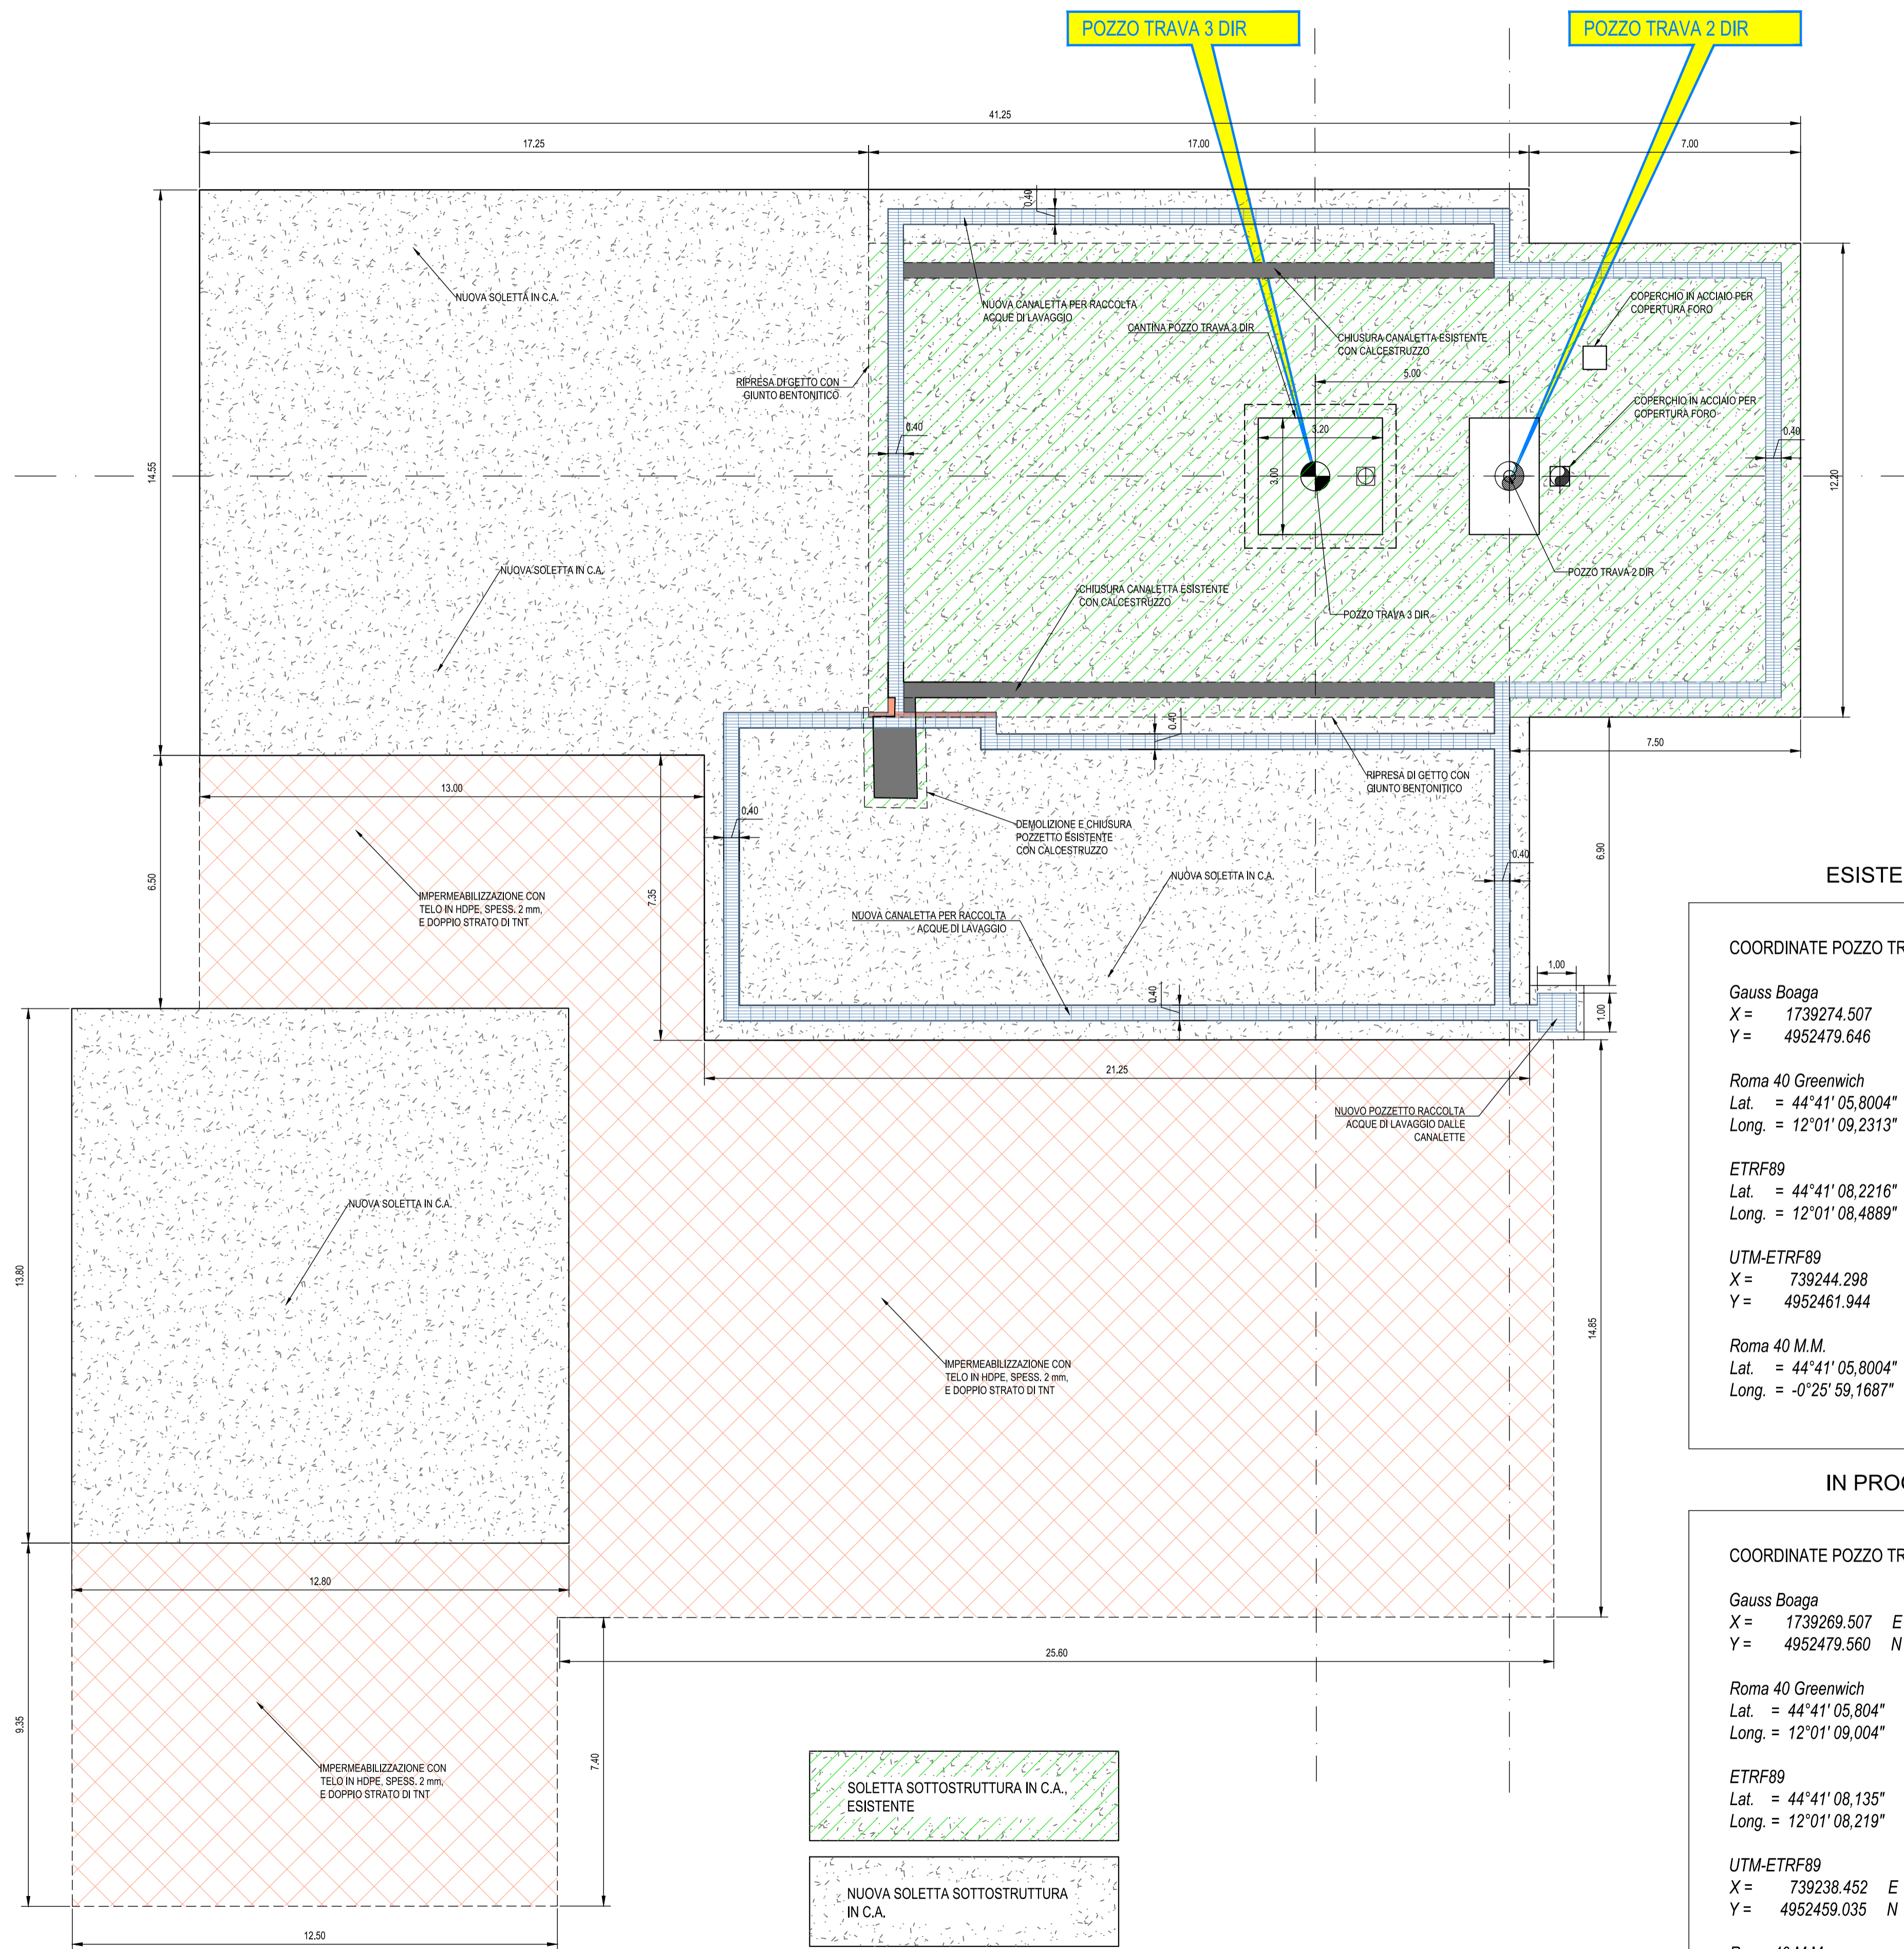 POZZO TRAVA 3 DIR
POZZO TRAVA 2 DIR
41.25
17.25
17.00
7.00
0.40
NUOVA SOLETTA IN C.A.
NUOVA CANALETTA PER RACCOLTA
ACQUE DI LAVAGGIO
CANTINA POZZO TRAVA 3 DIR
CHIUSURA CANALETTA ESISTENTE
CON CALCESTRUZZO
COPERCHIO IN ACCIAIO PER
COPERTURA FORO
RIPRESA DI GETTO CON
GIUNTO BENTONITICO
5.00
COPERCHIO IN ACCIAIO PER
COPERTURA FORO
14.55
0.40
3.20
3.00
0.40
12.20
NUOVA SOLETTA IN C.A.
POZZO TRAVA 2 DIR
CHIUSURA CANALETTA ESISTENTE
CON CALCESTRUZZO
POZZO TRAVA 3 DIR
0.40
7.50
RIPRESA DI GETTO CON
GIUNTO BENTONITICO
13.00
0.40
DEMOLIZIONE E CHIUSURA
POZZETTO ESISTENTE
CON CALCESTRUZZO
6.90
0.40
6.50
7.35
IMPERMEABILIZZAZIONE CON
TELO IN HDPE, SPESS. 2 mm,
E DOPPIO STRATO DI TNT
NUOVA SOLETTA IN C.A.
NUOVA CANALETTA PER RACCOLTA
ACQUE DI LAVAGGIO
0.40
1.00
1.00
21.25
NUOVO POZZETTO RACCOLTA
ACQUE DI LAVAGGIO DALLE
CANALETTE
NUOVA SOLETTA IN C.A.
13.80
14.85
IMPERMEABILIZZAZIONE CON
TELO IN HDPE, SPESS. 2 mm,
E DOPPIO STRATO DI TNT
12.80
25.60
9.35
7.40
IMPERMEABILIZZAZIONE CON
TELO IN HDPE, SPESS. 2 mm,
E DOPPIO STRATO DI TNT
12.50
SOLETTA SOTTOSTRUTTURA IN C.A.,
ESISTENTE
NUOVA SOLETTA SOTTOSTRUTTURA
IN C.A.
ESISTE
COORDINATE POZZO TR
Gauss Boaga
X = 1739274.507
Y = 4952479.646
Roma 40 Greenwich
Lat. = 44°41' 05,8004"
Long. = 12°01' 09,2313"
ETRF89
Lat. = 44°41' 08,2216"
Long. = 12°01' 08,4889"
UTM-ETRF89
X = 739244.298
Y = 4952461.944
Roma 40 M.M.
Lat. = 44°41' 05,8004"
Long. = -0°25' 59,1687"
IN PROG
COORDINATE POZZO TR
Gauss Boaga
X = 1739269.507 E
Y = 4952479.560 N
Roma 40 Greenwich
Lat. = 44°41' 05,804"
Long. = 12°01' 09,004"
ETRF89
Lat. = 44°41' 08,135"
Long. = 12°01' 08,219"
UTM-ETRF89
X = 739238.452 E
Y = 4952459.035 N